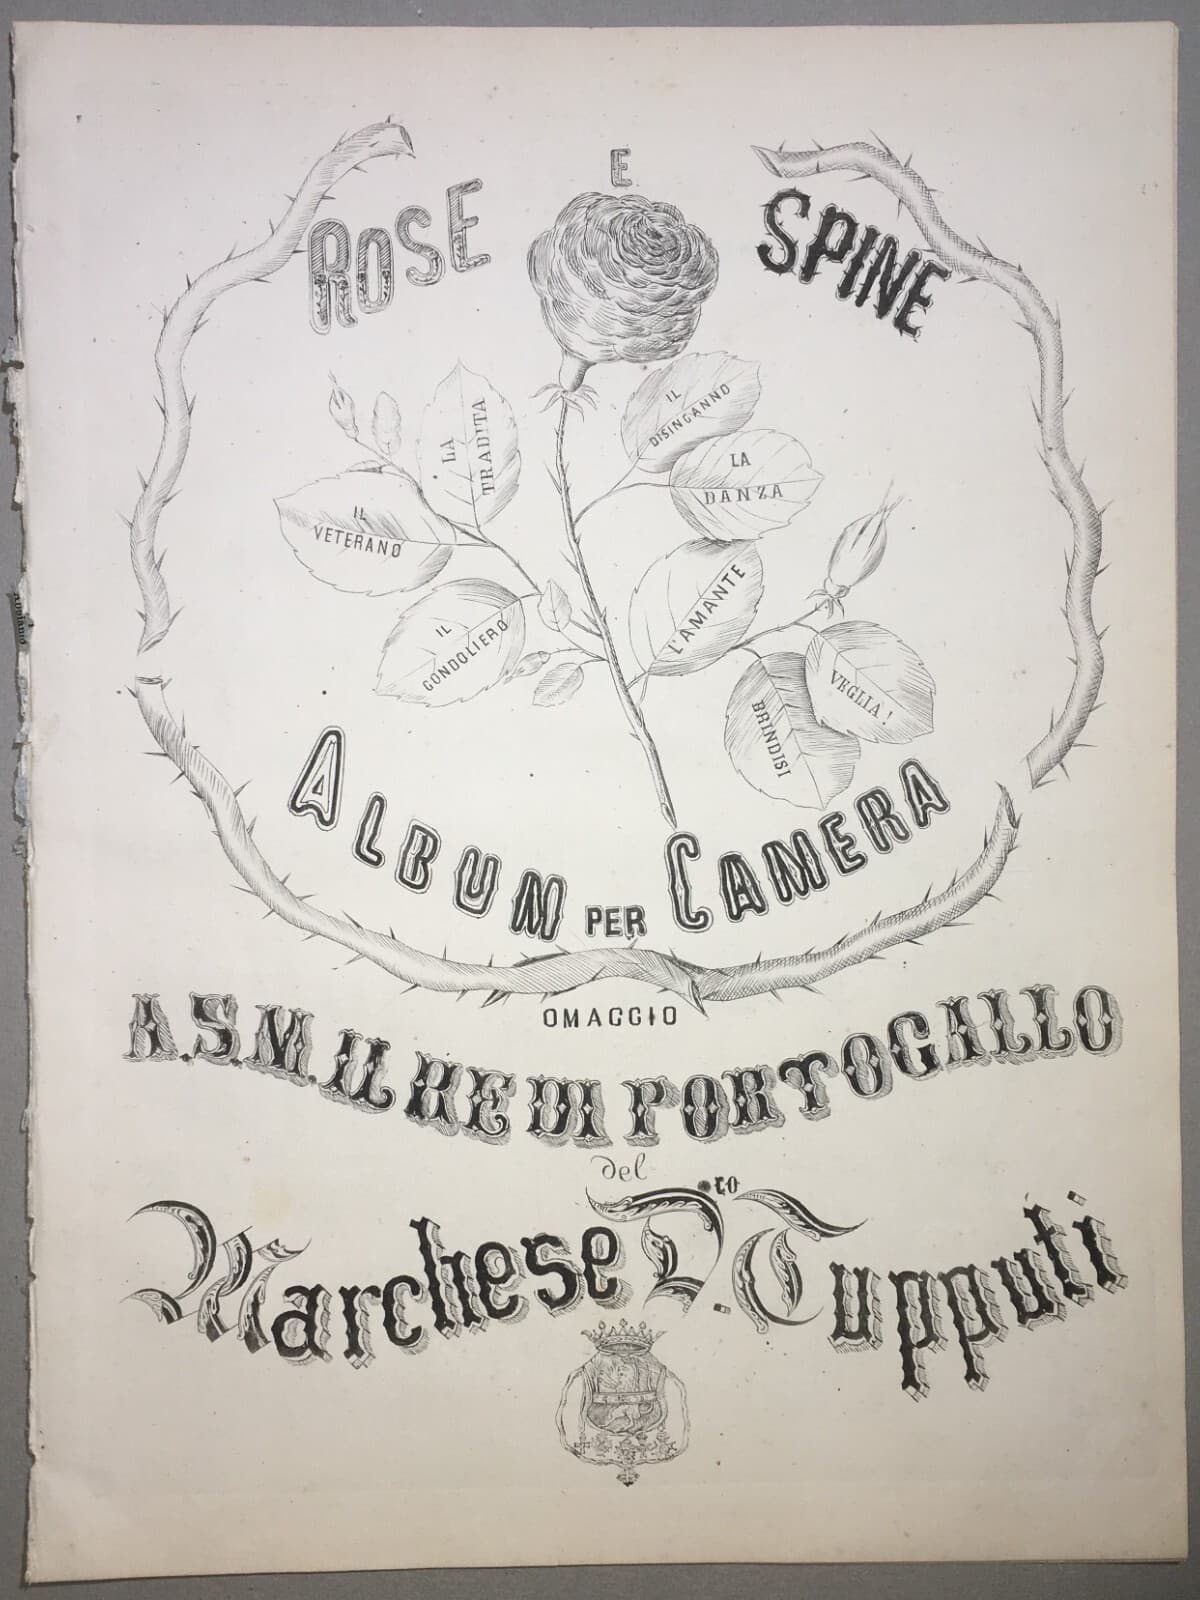 ROSE E SPINE
LA
TRADITA
IL
VETERANO
IL
GONDOLIERO
IL
DISINGANNO
LA
DANZA
L'AMANTE
VEGLIA!
BRINDISI
ALBUM PER CAMERA
OMAGGIO
A.S.M. IL RE DI PORTOGALLO
del
Marchese D.co Tupputi